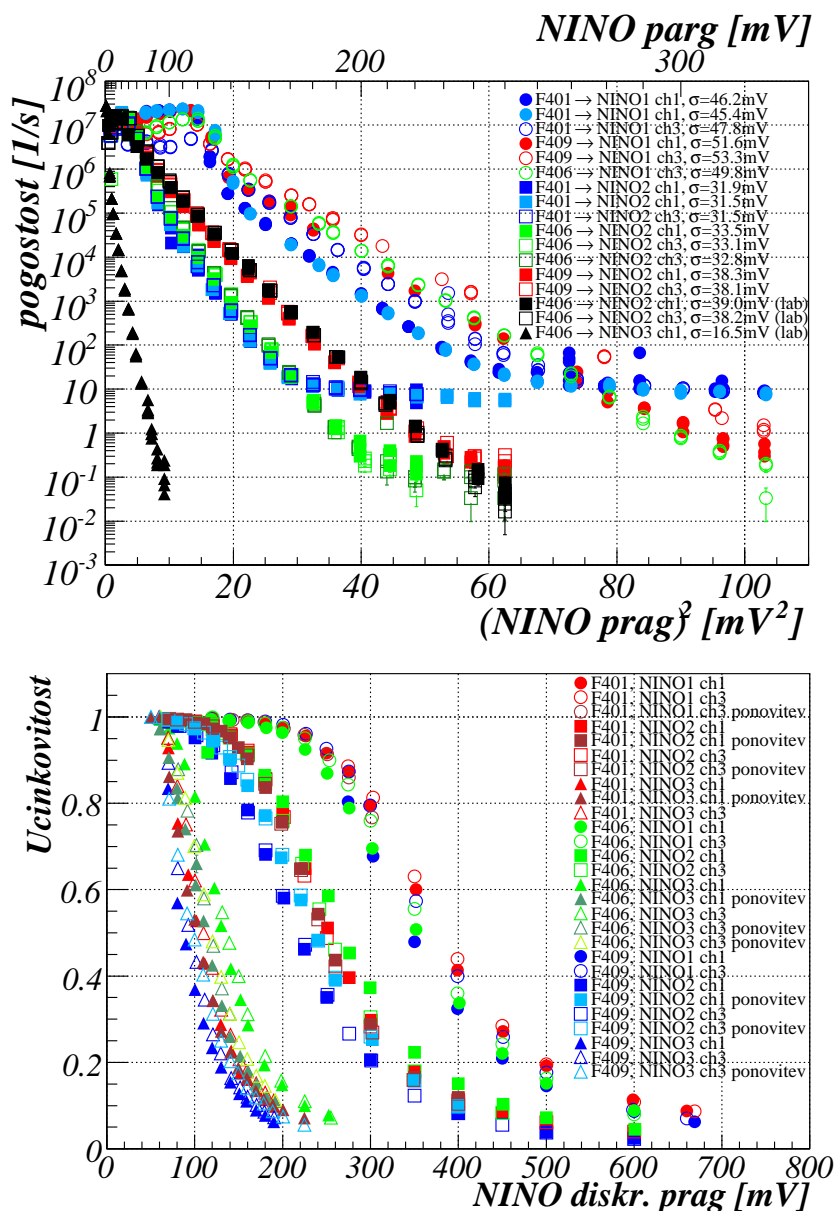 NINO parg [mV]
0 100 200 300
pogostost [1/s]
10^8
10^7
10^6
10^5
10^4
10^3
10^2
10
1
10^-1
10^-2
10^-3
F401 → NINO1 ch1, σ=46.2mV
F401 → NINO1 ch1, σ=45.4mV
F401 → NINO1 ch3, σ=47.8mV
F409 → NINO1 ch1, σ=51.6mV
F409 → NINO1 ch3, σ=53.3mV
F406 → NINO1 ch3, σ=49.8mV
F401 → NINO2 ch1, σ=31.9mV
F401 → NINO2 ch1, σ=31.5mV
F401 → NINO2 ch3, σ=31.5mV
F406 → NINO2 ch1, σ=33.5mV
F406 → NINO2 ch3, σ=33.1mV
F406 → NINO2 ch3, σ=32.8mV
F409 → NINO2 ch1, σ=38.3mV
F409 → NINO2 ch3, σ=38.1mV
F406 → NINO2 ch1, σ=39.0mV (lab)
F406 → NINO2 ch3, σ=38.2mV (lab)
F406 → NINO3 ch1, σ=16.5mV (lab)
0 20 40 60 80 100
(NINO prag)^2 [mV^2]
Ucinkovitost
1
0.8
0.6
0.4
0.2
0
F401, NINO1 ch1
F401, NINO1 ch3
F401, NINO1 ch3 ponovitev
F401, NINO2 ch1
F401, NINO2 ch1 ponovitev
F401, NINO2 ch3
F401, NINO2 ch3 ponovitev
F401, NINO3 ch1
F401, NINO3 ch1 ponovitev
F401, NINO3 ch3
F406, NINO1 ch1
F406, NINO1 ch3
F406, NINO2 ch1
F406, NINO2 ch3
F406, NINO3 ch1
F406, NINO3 ch1 ponovitev
F406, NINO3 ch3
F406, NINO3 ch3 ponovitev
F406, NINO3 ch3 ponovitev
F409, NINO1 ch1
F409, NINO1 ch3
F409, NINO2 ch1
F409, NINO2 ch1 ponovitev
F409, NINO2 ch3
F409, NINO2 ch3 ponovitev
F409, NINO3 ch1
F409, NINO3 ch3
F409, NINO3 ch3 ponovitev
0 100 200 300 400 500 600 700 800
NINO diskr. prag [mV]